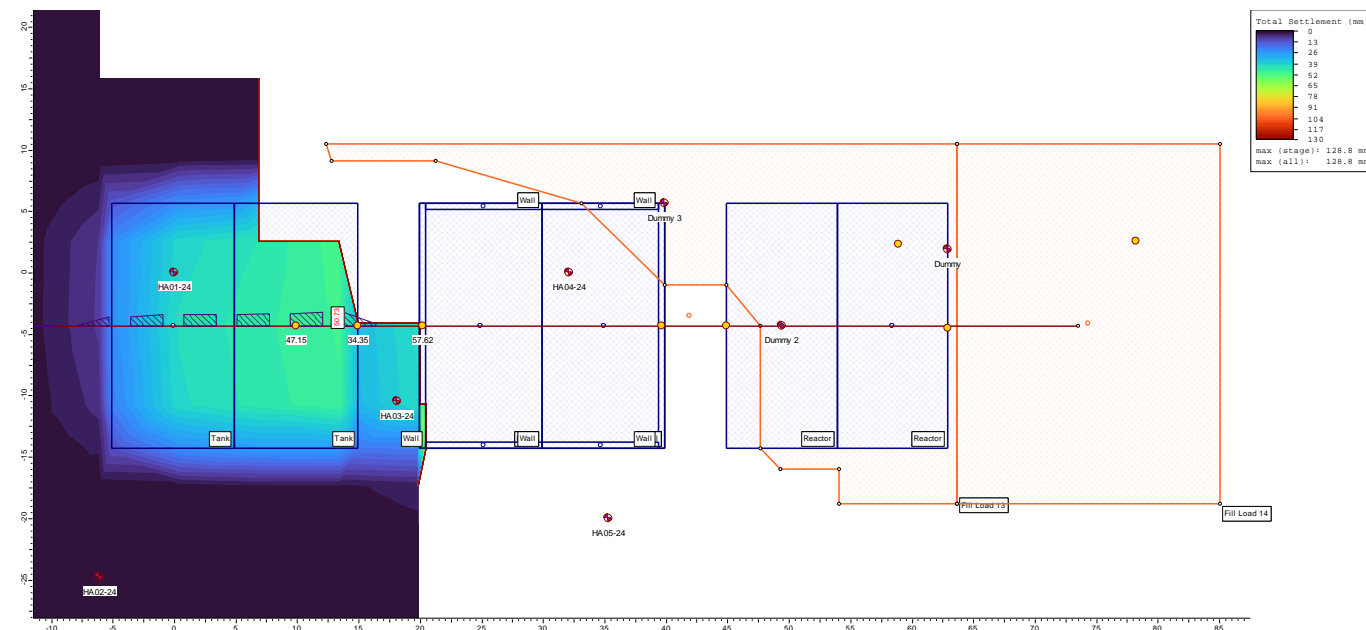 Total Settlement (mm
0
13
26
39
52
65
78
91
104
117
130
max (stage): 128.8 mm
max (all): 128.8 mm
20
15
10
5
0
-5
-10
-15
-20
-25
Wall
Wall
Dummy 3
Dummy
HA01-24
HA04-24
50.73
47.15
34.35
57.62
Dummy 2
HA03-24
Tank
Tank
Wall
Wall
Wall
Reactor
Reactor
Fill Load 13
Fill Load 14
HA05-24
HA02-24
-10 -5 0 5 10 15 20 25 30 35 40 45 50 55 60 65 70 75 80 85